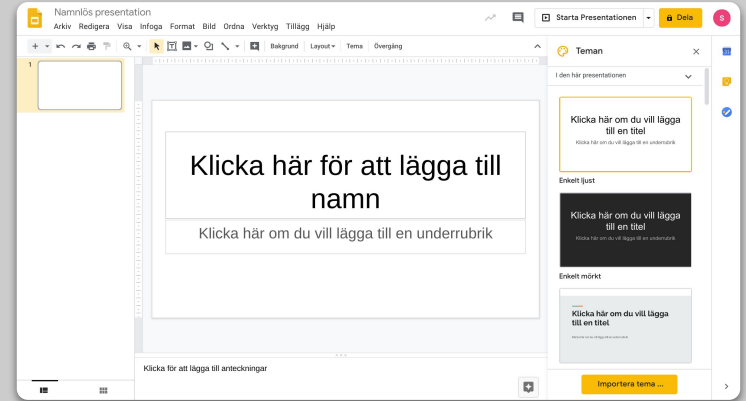 Namnlös presentation
Arkiv Redigera Visa Infoga Format Bild Ordna Verktyg Tillägg Hjälp
Starta Presentationen
Dela
S
Bakgrund Layout Tema Övergång
Teman
I den här presentationen
1
Klicka här för att lägga till
namn
Klicka här om du vill lägga till en underrubrik
Klicka här om du vill lägga
till en titel
Klicka här om du vill lägga till en underrubrik
Enkelt ljust
Klicka här om du vill lägga
till en titel
Klicka här om du vill lägga till en underrubrik
Enkelt mörkt
Klicka här om du vill lägga
till en titel
Klicka för att lägga till anteckningar
Importera tema ...